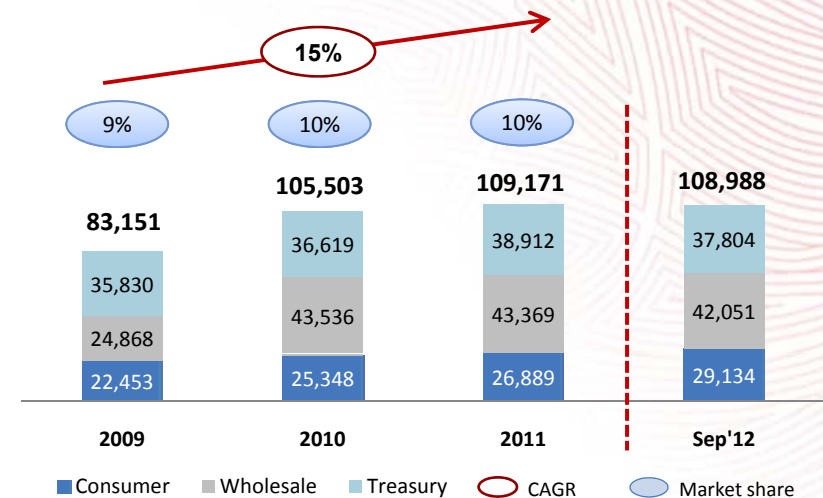 15%
9% 10% 10%
83,151 105,503 109,171 108,988
35,830 36,619 38,912 37,804
24,868 43,536 43,369 42,051
22,453 25,348 26,889 29,134
2009 2010 2011 Sep'12
Consumer Wholesale Treasury CAGR Market share